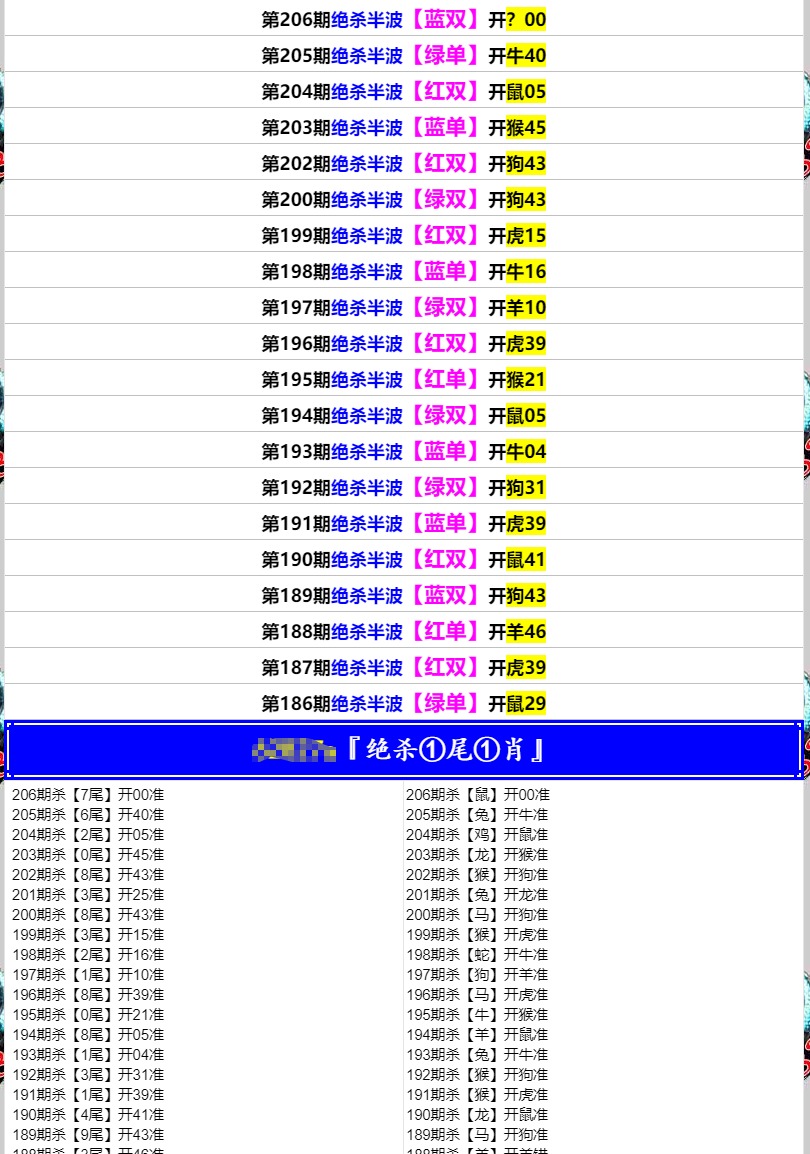 第206期绝杀半波【蓝双】开？00
第205期绝杀半波【绿单】开牛40
第204期绝杀半波【红双】开鼠05
第203期绝杀半波【蓝单】开猴45
第202期绝杀半波【红双】开狗43
第200期绝杀半波【绿双】开狗43
第199期绝杀半波【红双】开虎15
第198期绝杀半波【蓝单】开牛16
第197期绝杀半波【绿双】开羊10
第196期绝杀半波【红双】开虎39
第195期绝杀半波【红单】开猴21
第194期绝杀半波【绿双】开鼠05
第193期绝杀半波【蓝单】开牛04
第192期绝杀半波【绿双】开狗31
第191期绝杀半波【蓝单】开虎39
第190期绝杀半波【红双】开鼠41
第189期绝杀半波【蓝双】开狗43
第188期绝杀半波【红单】开羊46
第187期绝杀半波【红双】开虎39
第186期绝杀半波【绿单】开鼠29
『绝杀①尾①肖』
206期杀【7尾】开00准
205期杀【6尾】开40准
204期杀【2尾】开05准
203期杀【0尾】开45准
202期杀【8尾】开43准
201期杀【3尾】开25准
200期杀【8尾】开43准
199期杀【3尾】开15准
198期杀【2尾】开16准
197期杀【1尾】开10准
196期杀【8尾】开39准
195期杀【0尾】开21准
194期杀【8尾】开05准
193期杀【1尾】开04准
192期杀【3尾】开31准
191期杀【1尾】开39准
190期杀【4尾】开41准
189期杀【9尾】开43准
206期杀【鼠】开00准
205期杀【兔】开牛准
204期杀【鸡】开鼠准
203期杀【龙】开猴准
202期杀【猴】开狗准
201期杀【兔】开龙准
200期杀【马】开狗准
199期杀【猴】开虎准
198期杀【蛇】开牛准
197期杀【狗】开羊准
196期杀【马】开虎准
195期杀【牛】开猴准
194期杀【羊】开鼠准
193期杀【兔】开牛准
192期杀【猴】开狗准
191期杀【猴】开虎准
190期杀【龙】开鼠准
189期杀【马】开狗准